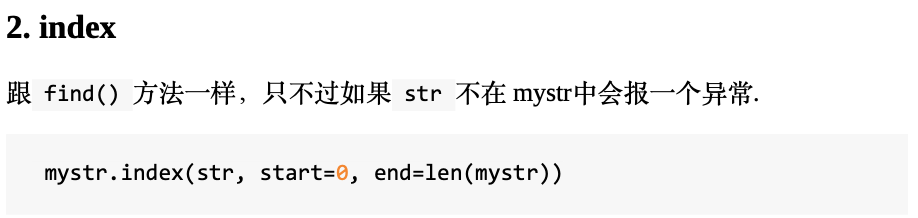 2. index
跟 find() 方法一样，只不过如果 str 不在 mystr中会报一个异常.
mystr.index(str, start=0, end=len(mystr))